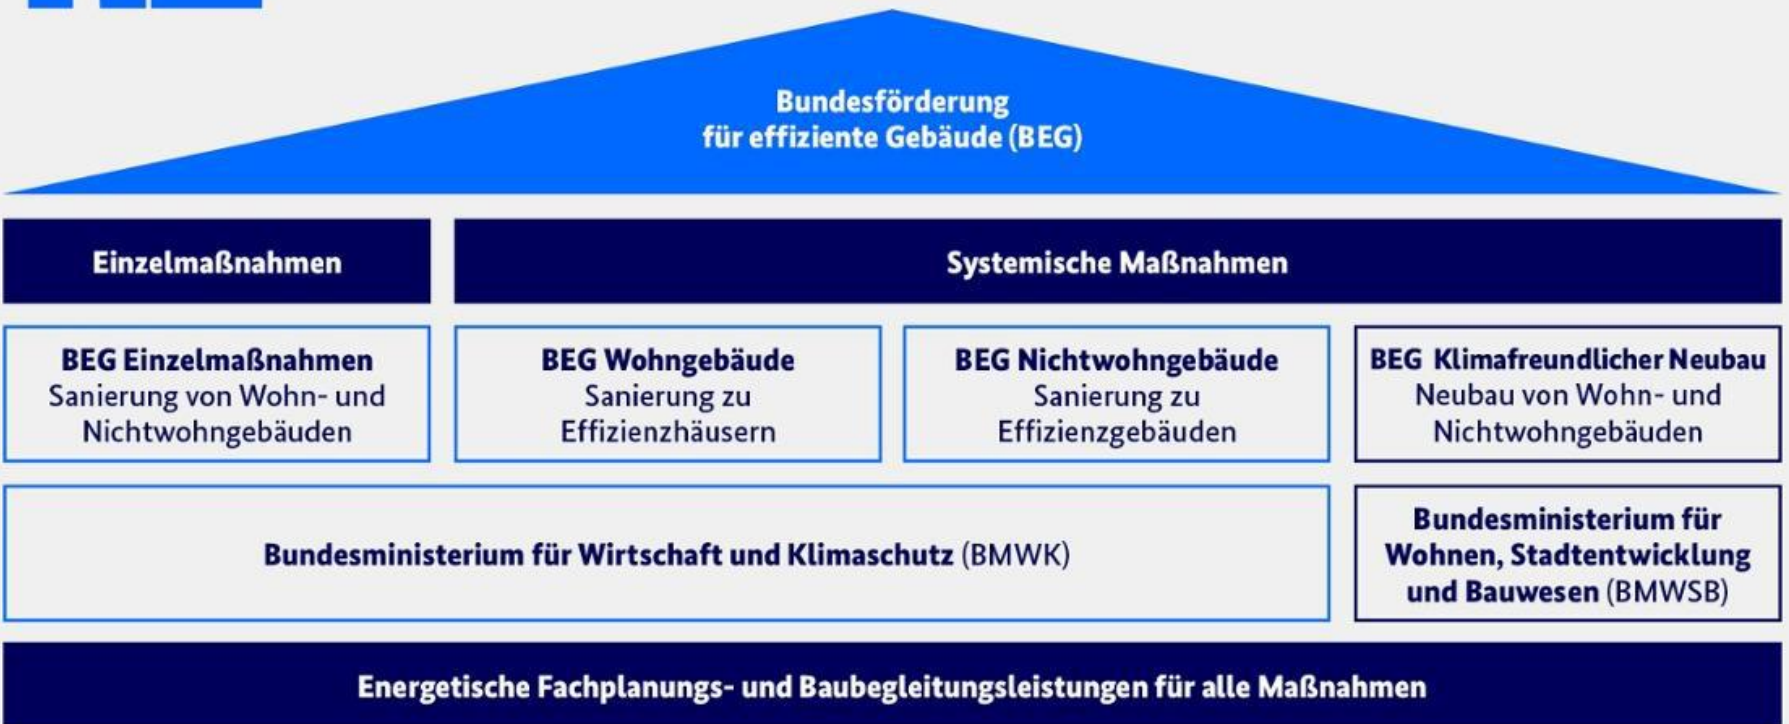 Bundesförderung
für effiziente Gebäude (BEG)
Einzelmaßnahmen
Systemische Maßnahmen
BEG Einzelmaßnahmen
Sanierung von Wohn- und
Nichtwohngebäuden
BEG Wohngebäude
Sanierung zu
Effizienzhäusern
BEG Nichtwohngebäude
Sanierung zu
Effizienzgebäuden
BEG Klimafreundlicher Neubau
Neubau von Wohn- und
Nichtwohngebäuden
Bundesministerium für Wirtschaft und Klimaschutz (BMWK)
Bundesministerium für
Wohnen, Stadtentwicklung
und Bauwesen (BMWSB)
Energetische Fachplanungs- und Baubegleitungsleistungen für alle Maßnahmen